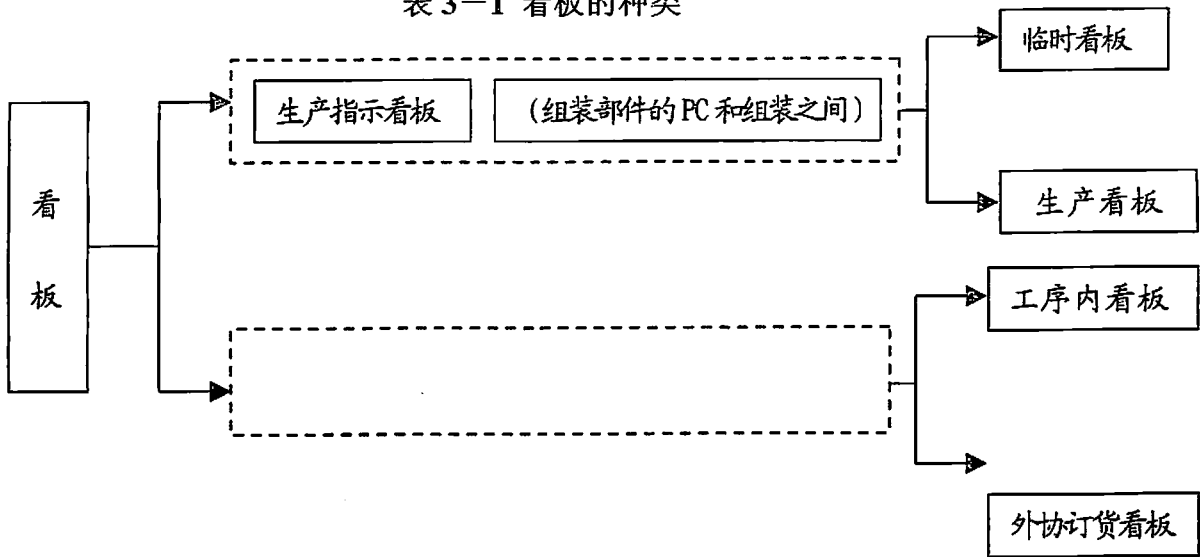 表 3－1 看板的种类
临时看板
生产指示看板
（组装部件的 PC 和组装之间）
看板
生产看板
工序内看板
外协订货看板